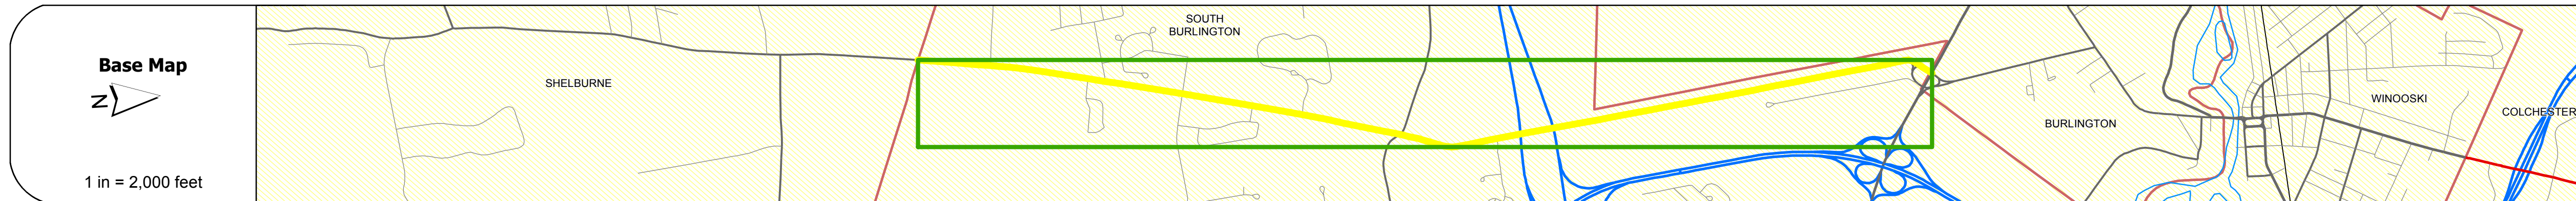 Base Map
N
1 in = 2,000 feet
SHELBURNE
SOUTH
BURLINGTON
BURLINGTON
WINOOSKI
COLCHESTER